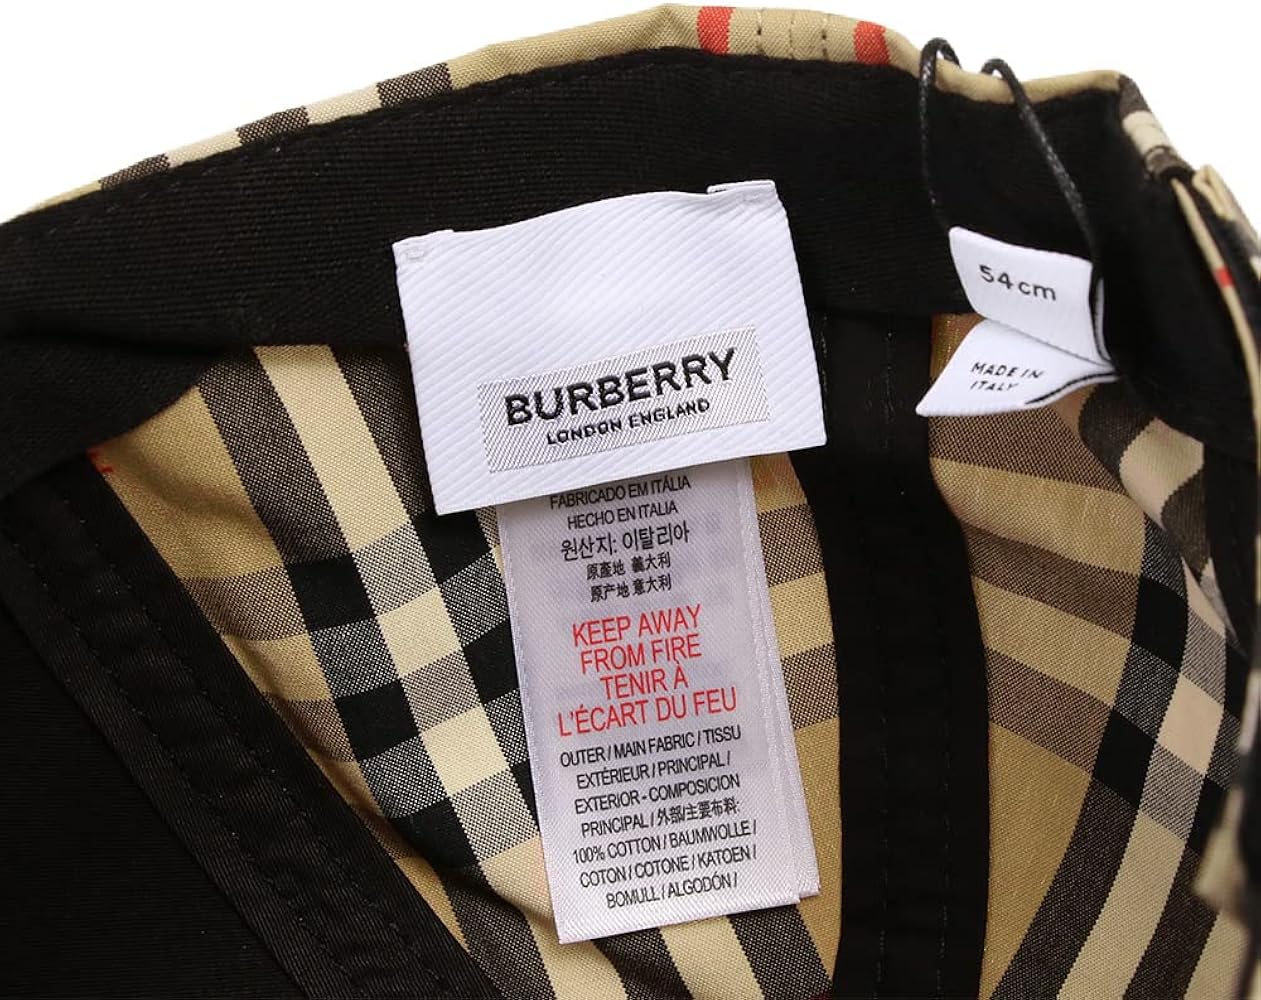 BURBERRY
LONDON ENGLAND
54cm
MADE IN
ITALY
FABRICADO EM ITÁLIA
HECHO EN ITALIA
원산지: 이탈리아
原產地 義大利
原产地 意大利
KEEP AWAY
FROM FIRE
TENIR À
L'ÉCART DU FEU
OUTER / MAIN FABRIC / TISSU
EXTÉRIEUR / PRINCIPAL /
EXTERIOR - COMPOSICION
PRINCIPAL / 外部/主要布料:
100% COTTON / BAUMWOLLE /
COTON / COTONE / KATOEN /
BOMULL / ALGODÓN /